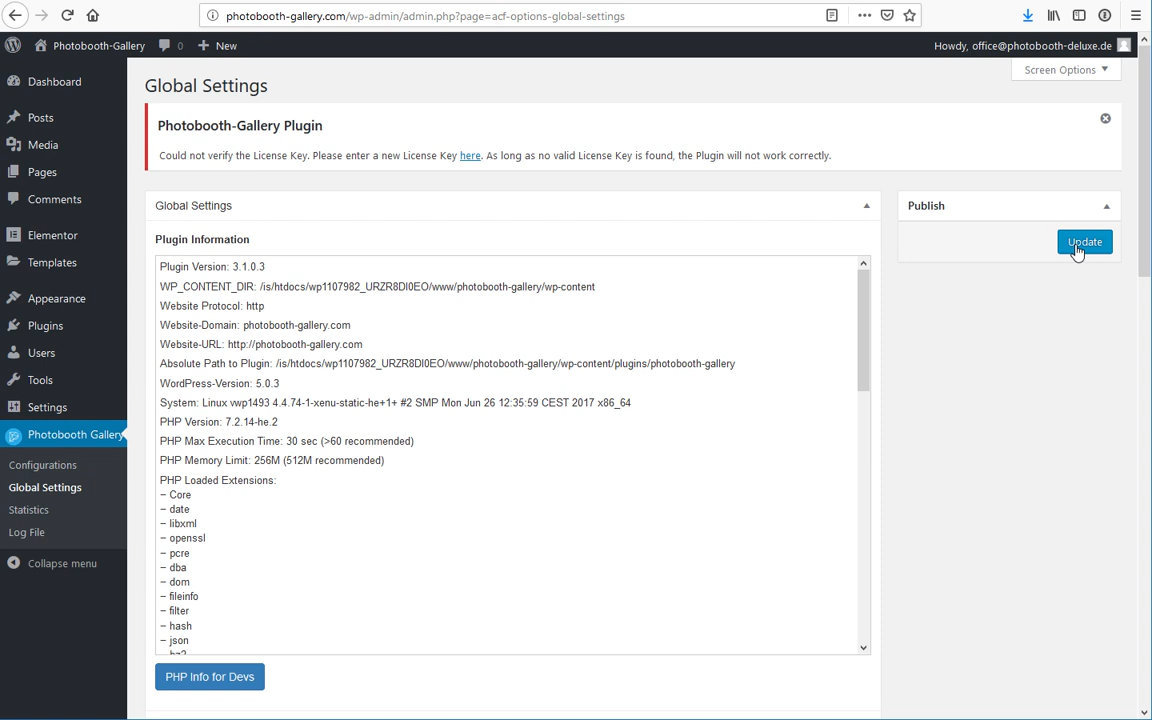 photobooth-gallery.com/wp-admin/admin.php?page=acf-options-global-settings
Photobooth-Gallery 0 + New
Howdy, office@photobooth-deluxe.de
Screen Options
Dashboard
Posts
Media
Pages
Comments
Elementor
Templates
Appearance
Plugins
Users
Tools
Settings
Photobooth Gallery
Configurations
Global Settings
Statistics
Log File
Collapse menu
Global Settings
Photobooth-Gallery Plugin
Could not verify the License Key. Please enter a new License Key here. As long as no valid License Key is found, the Plugin will not work correctly.
Global Settings
Plugin Information
Plugin Version: 3.1.0.3
WP_CONTENT_DIR: /is/htdocs/wp1107982_URZR8DI0EO/www/photobooth-gallery/wp-content
Website Protocol: http
Website-Domain: photobooth-gallery.com
Website-URL: http://photobooth-gallery.com
Absolute Path to Plugin: /is/htdocs/wp1107982_URZR8DI0EO/www/photobooth-gallery/wp-content/plugins/photobooth-gallery
WordPress-Version: 5.0.3
System: Linux wwp1493 4.4.74-1-xenu-static-he+1+ #2 SMP Mon Jun 26 12:35:59 CEST 2017 x86_64
PHP Version: 7.2.14-he.2
PHP Max Execution Time: 30 sec (>60 recommended)
PHP Memory Limit: 256M (512M recommended)
PHP Loaded Extensions:
– Core
– date
– libxml
– openssl
– pcre
– dba
– dom
– fileinfo
– filter
– hash
– json
– bz2
PHP Info for Devs
Publish
Update